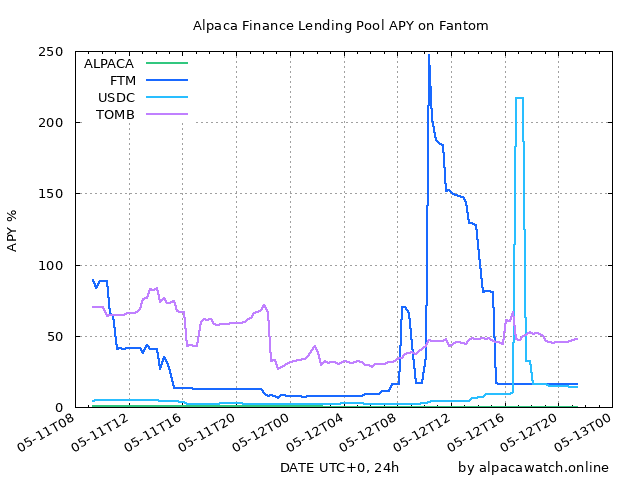 Alpaca Finance Lending Pool APY on Fantom
250
200
150
100
50
0
APY %
ALPACA
FTM
USDC
TOMB
05-11T08
05-11T12
05-11T16
05-11T20
05-12T00
05-12T04
05-12T08
05-12T12
05-12T16
05-12T20
05-13T00
DATE UTC+0, 24h
by alpacawatch.online